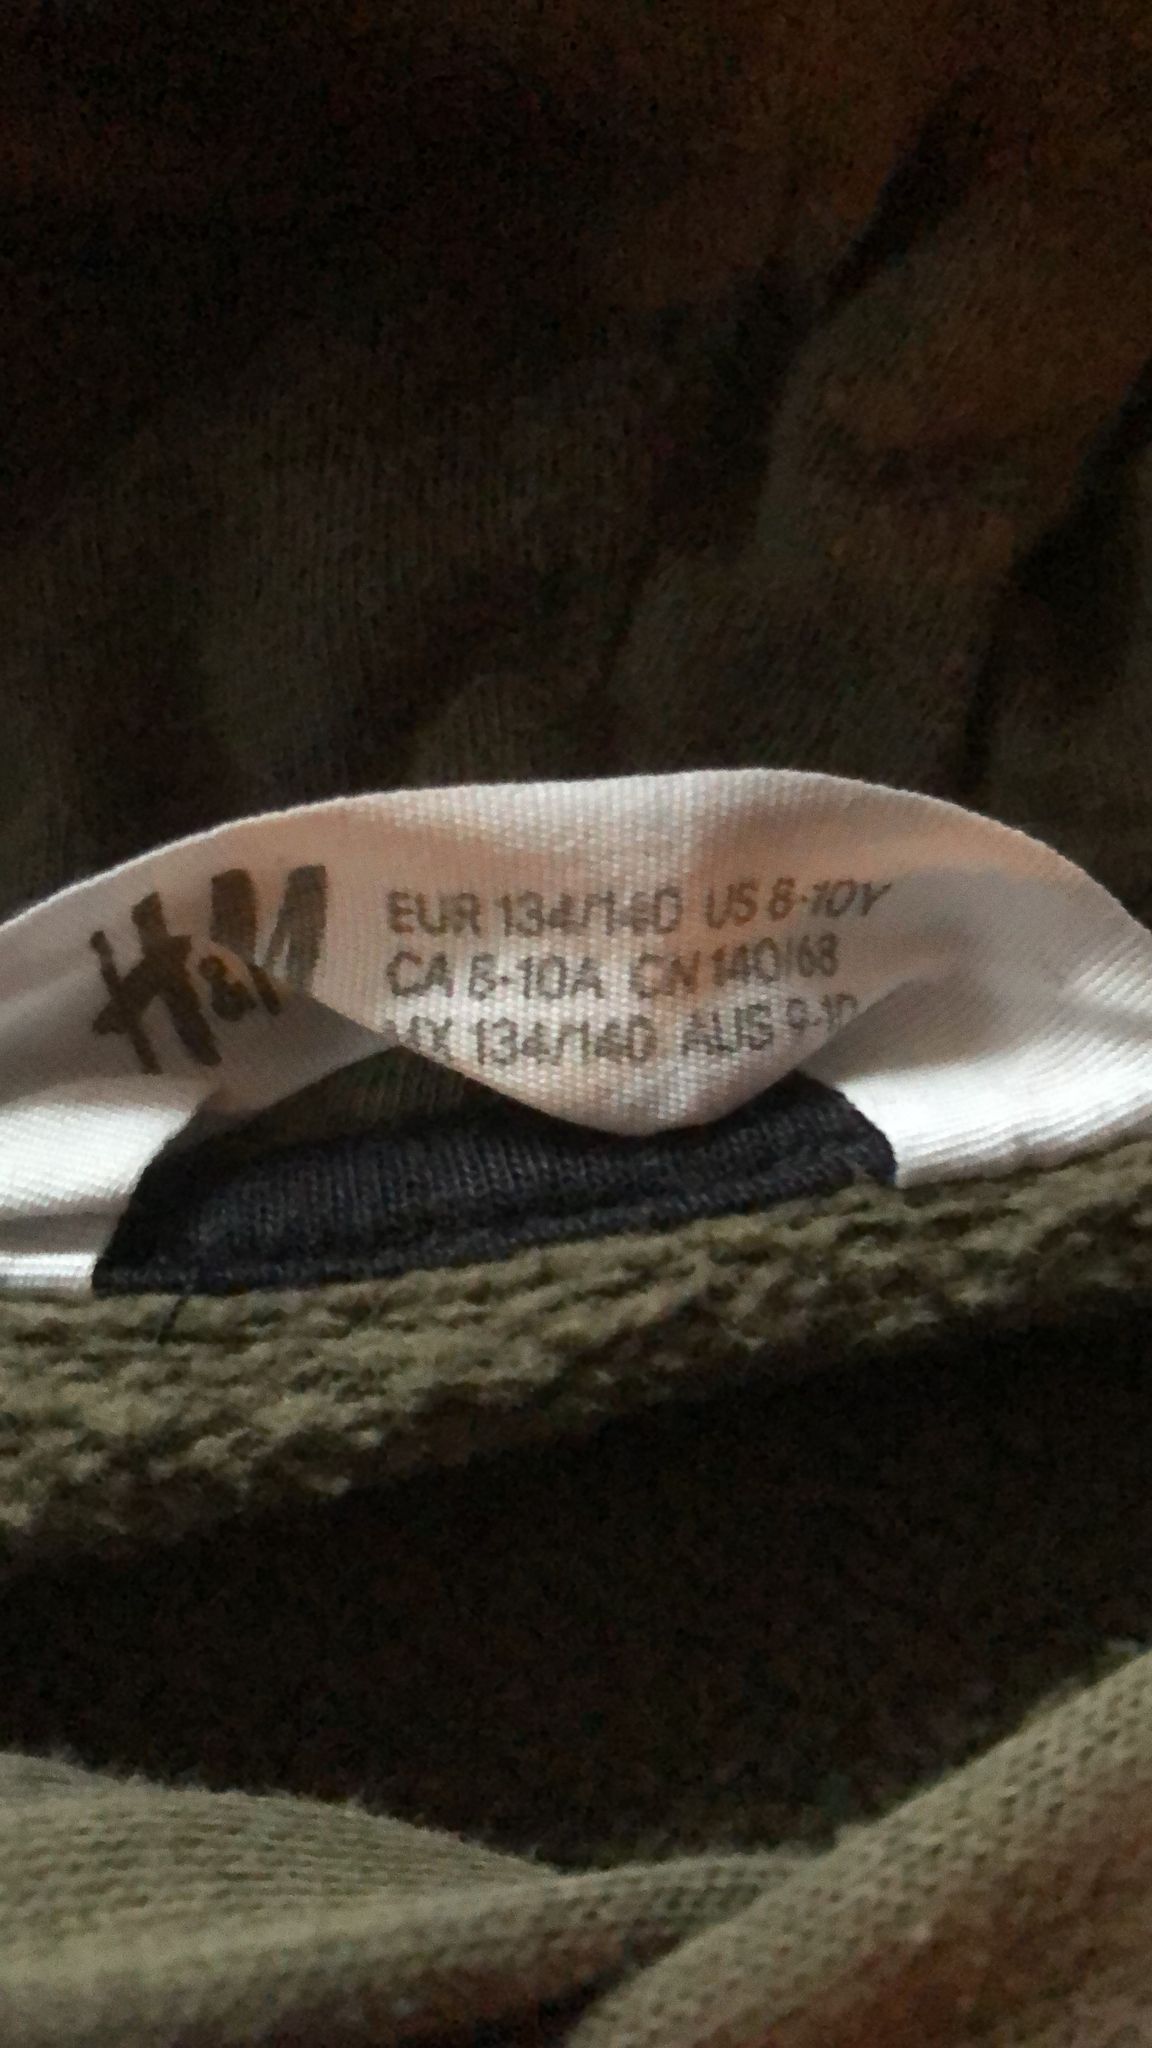 H&M
EUR 134/140 US 8-10Y
CA 8-10A CN 140/68
MX 134/140 AUS 9-10